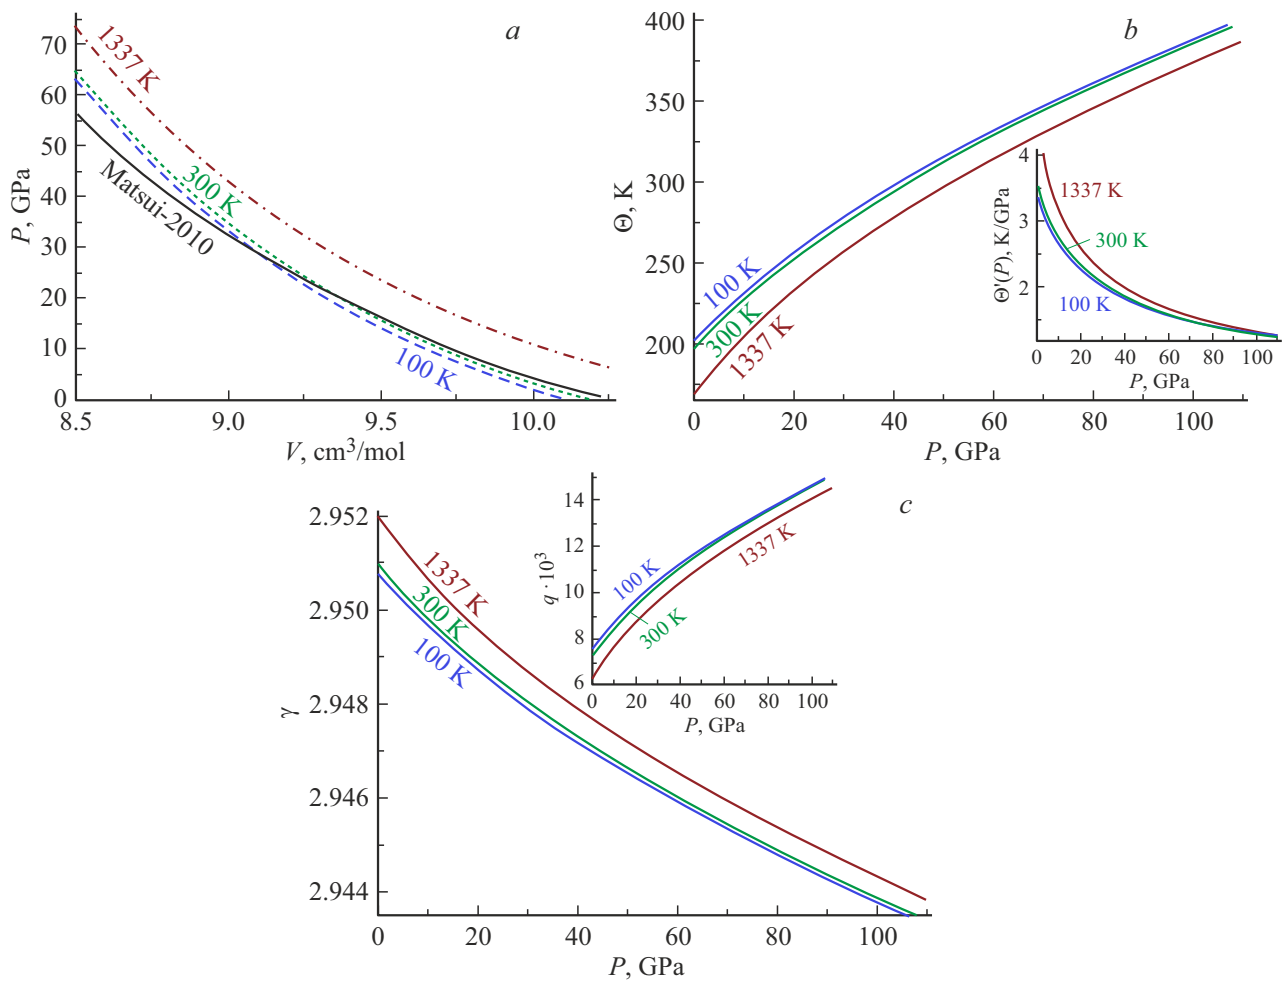 a
P, GPa
70
60
50
40
30
20
10
0
1337 K
300 K
Matsui-2010
100 K
8.5
9.0
9.5
10.0
V, cm³/mol
b
Θ, K
400
350
300
250
200
100 K
300 K
1337 K
0
20
40
60
80
100
P, GPa
Θ'(P), K/GPa
4
3
2
1337 K
300 K
100 K
0
20
40
60
80
100
P, GPa
c
γ
2.952
2.950
2.948
2.946
2.944
1337 K
300 K
100 K
0
20
40
60
80
100
P, GPa
q · 10³
14
12
10
8
6
100 K
1337 K
300 K
0
20
40
60
80
100
P, GPa